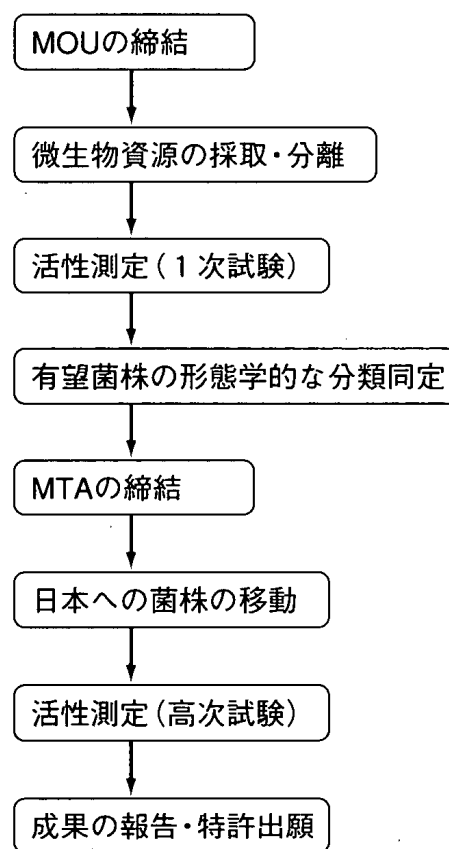 MOUの締結
微生物資源の採取・分離
活性測定(1次試験)
有望菌株の形態学的な分類同定
MTAの締結
日本への菌株の移動
活性測定(高次試験)
成果の報告・特許出願